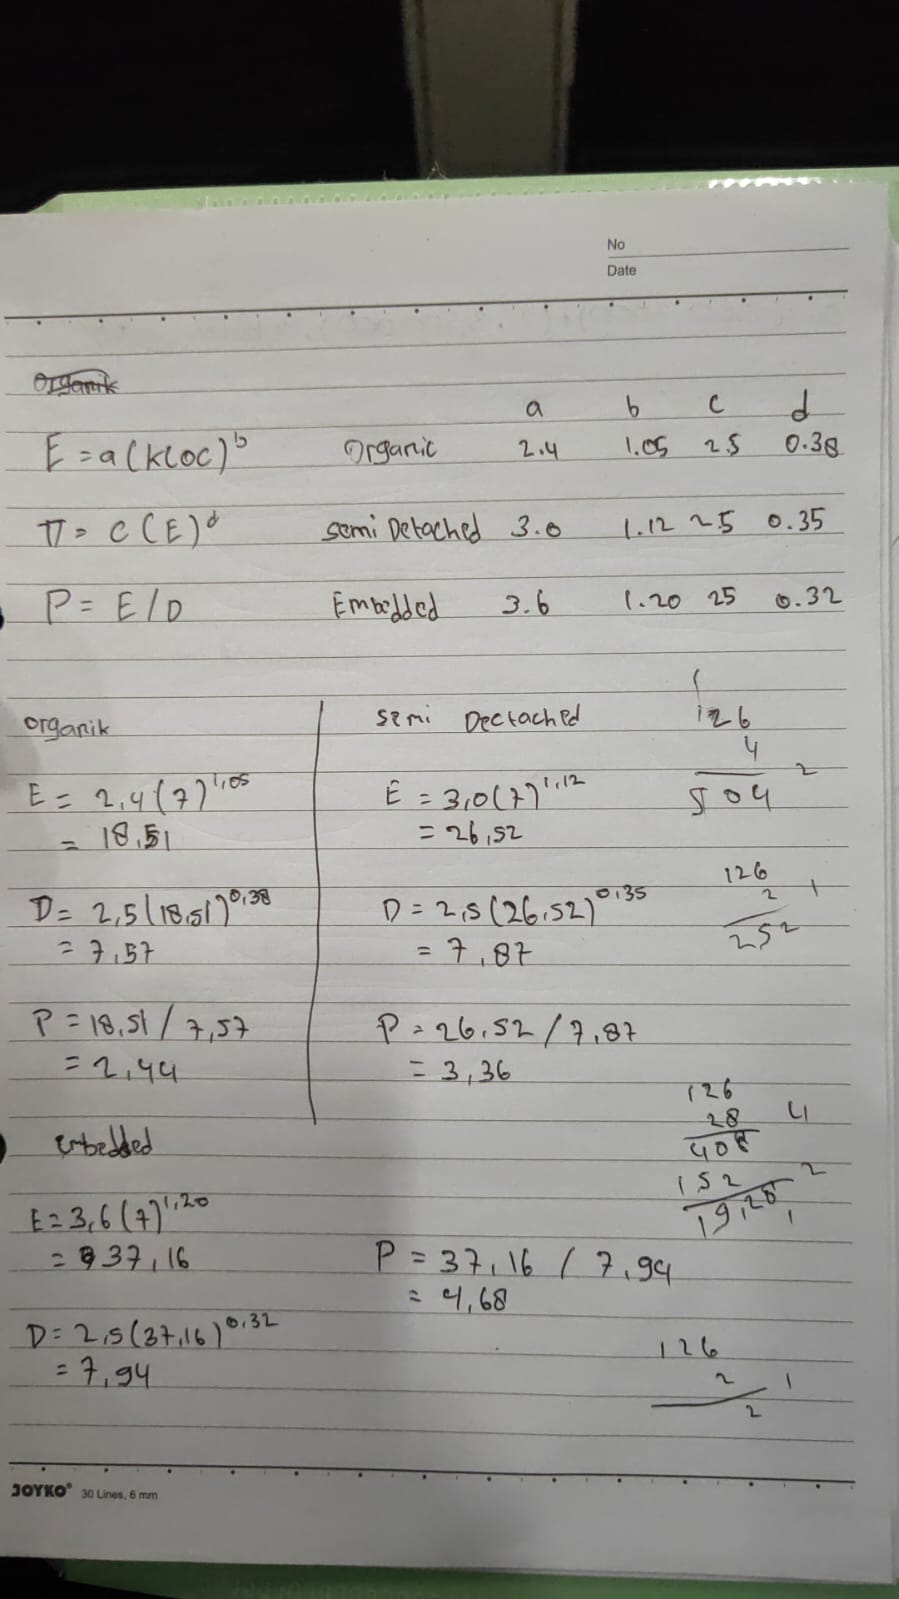 No
Date
a b c d
E = a(KLOC)^b Organic 2.4 1.05 2.5 0.38
D = C(E)^d Semi Detached 3.0 1.12 2.5 0.35
P = E/D Embedded 3.6 1.20 25 0.32
organik
E = 2,4(7)^1,05
= 18,51
D = 2,5(18,51)^0,38
= 7,57
P = 18,51 / 7,57
= 2,44
semi Dectached
E = 3,0(7)^1,12
= 26,52
D = 2,5(26,52)^0,35
= 7,87
P = 26,52 / 7,87
= 3,36
126
4
504 2
126
2 1
252
126
28 4
408
152 2
19,28 1
Embedded
E = 3,6(7)^1,20
= 37,16
D = 2,5(37,16)^0,32
= 7,94
P = 37,16 / 7,94
= 4,68
126
2 1
2
JOYKO® 30 Lines, 6 mm